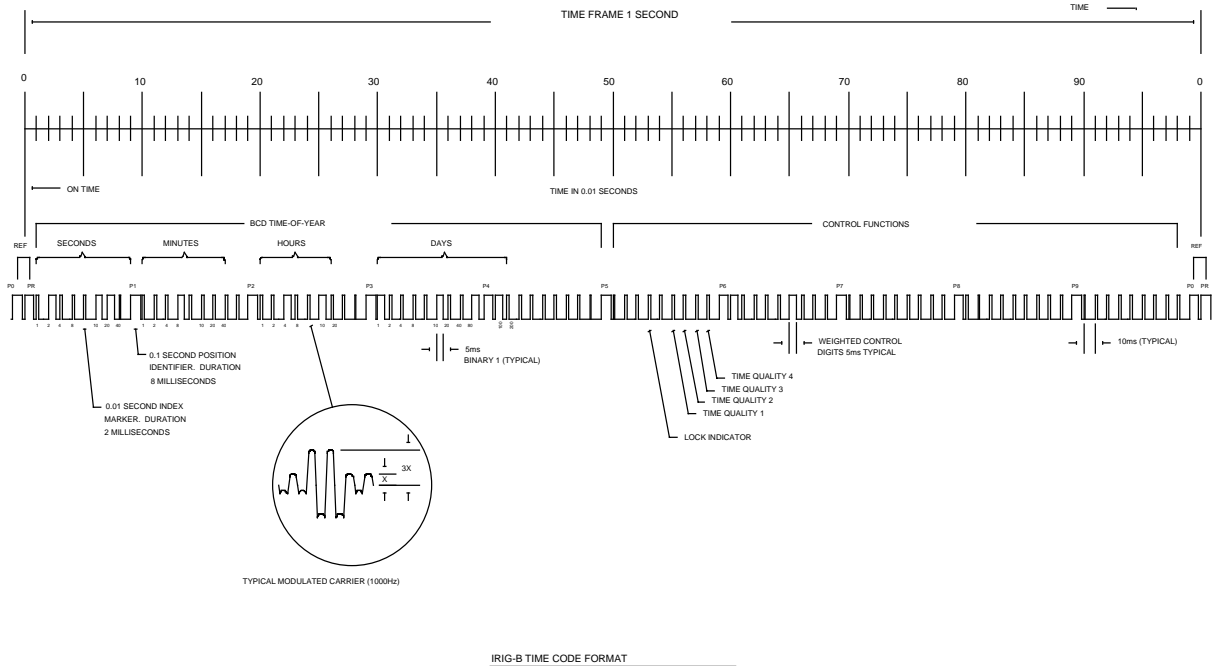 TIME FRAME 1 SECOND
TIME
0 10 20 30 40 50 60 70 80 90 0
ON TIME
TIME IN 0.01 SECONDS
BCD TIME-OF-YEAR
CONTROL FUNCTIONS
REF
SECONDS
MINUTES
HOURS
DAYS
REF
P0 PR P1 P2 P3 P4 P5 P6 P7 P8 P9 P0 PR
1 2 4 8 10 20 40 1 2 4 8 10 20 40 1 2 4 8 10 20 1 2 4 8 10 20 40 80 100 200
0.1 SECOND POSITION
IDENTIFIER. DURATION
8 MILLISECONDS
5ms
BINARY 1 (TYPICAL)
WEIGHTED CONTROL
DIGITS 5ms TYPICAL
10ms (TYPICAL)
TIME QUALITY 4
TIME QUALITY 3
TIME QUALITY 2
TIME QUALITY 1
LOCK INDICATOR
0.01 SECOND INDEX
MARKER. DURATION
2 MILLISECONDS
X
3X
TYPICAL MODULATED CARRIER (1000Hz)
IRIG-B TIME CODE FORMAT